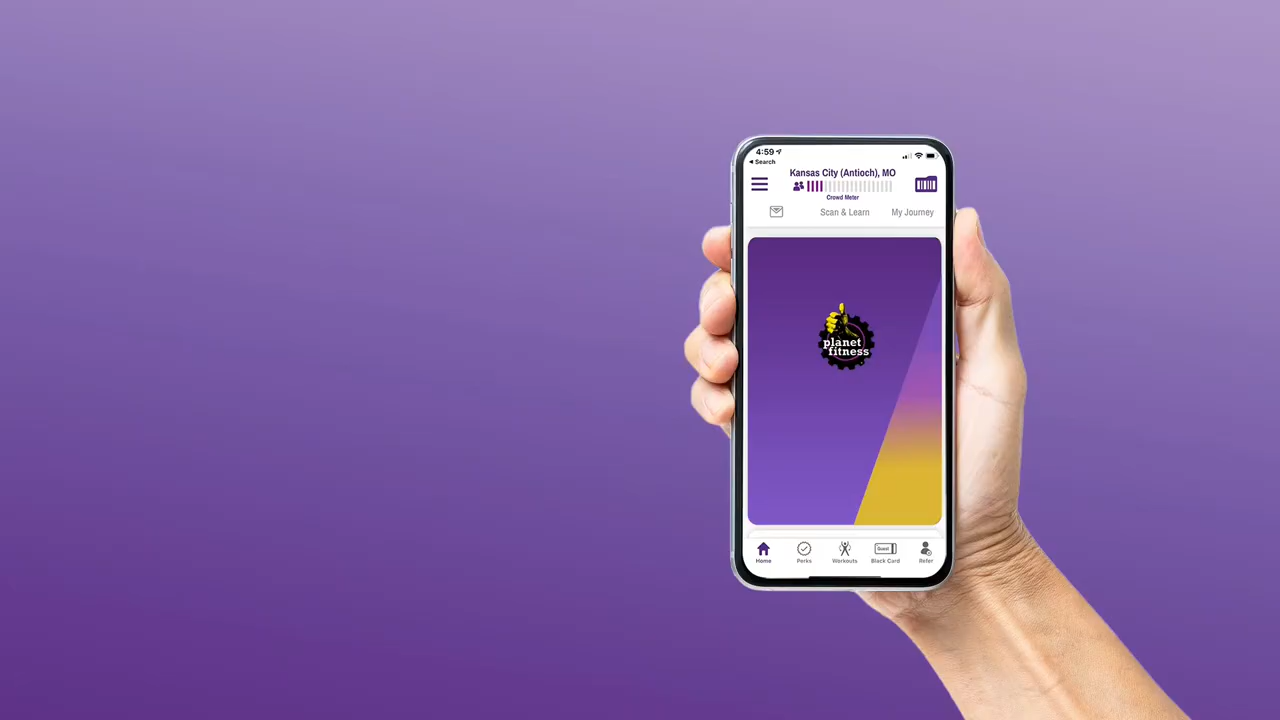 4:59
◂ Search
Kansas City (Antioch), MO
Crowd Meter
Scan & Learn
My Journey
planet
fitness
Home
Perks
Workouts
Guest
Black Card
Refer